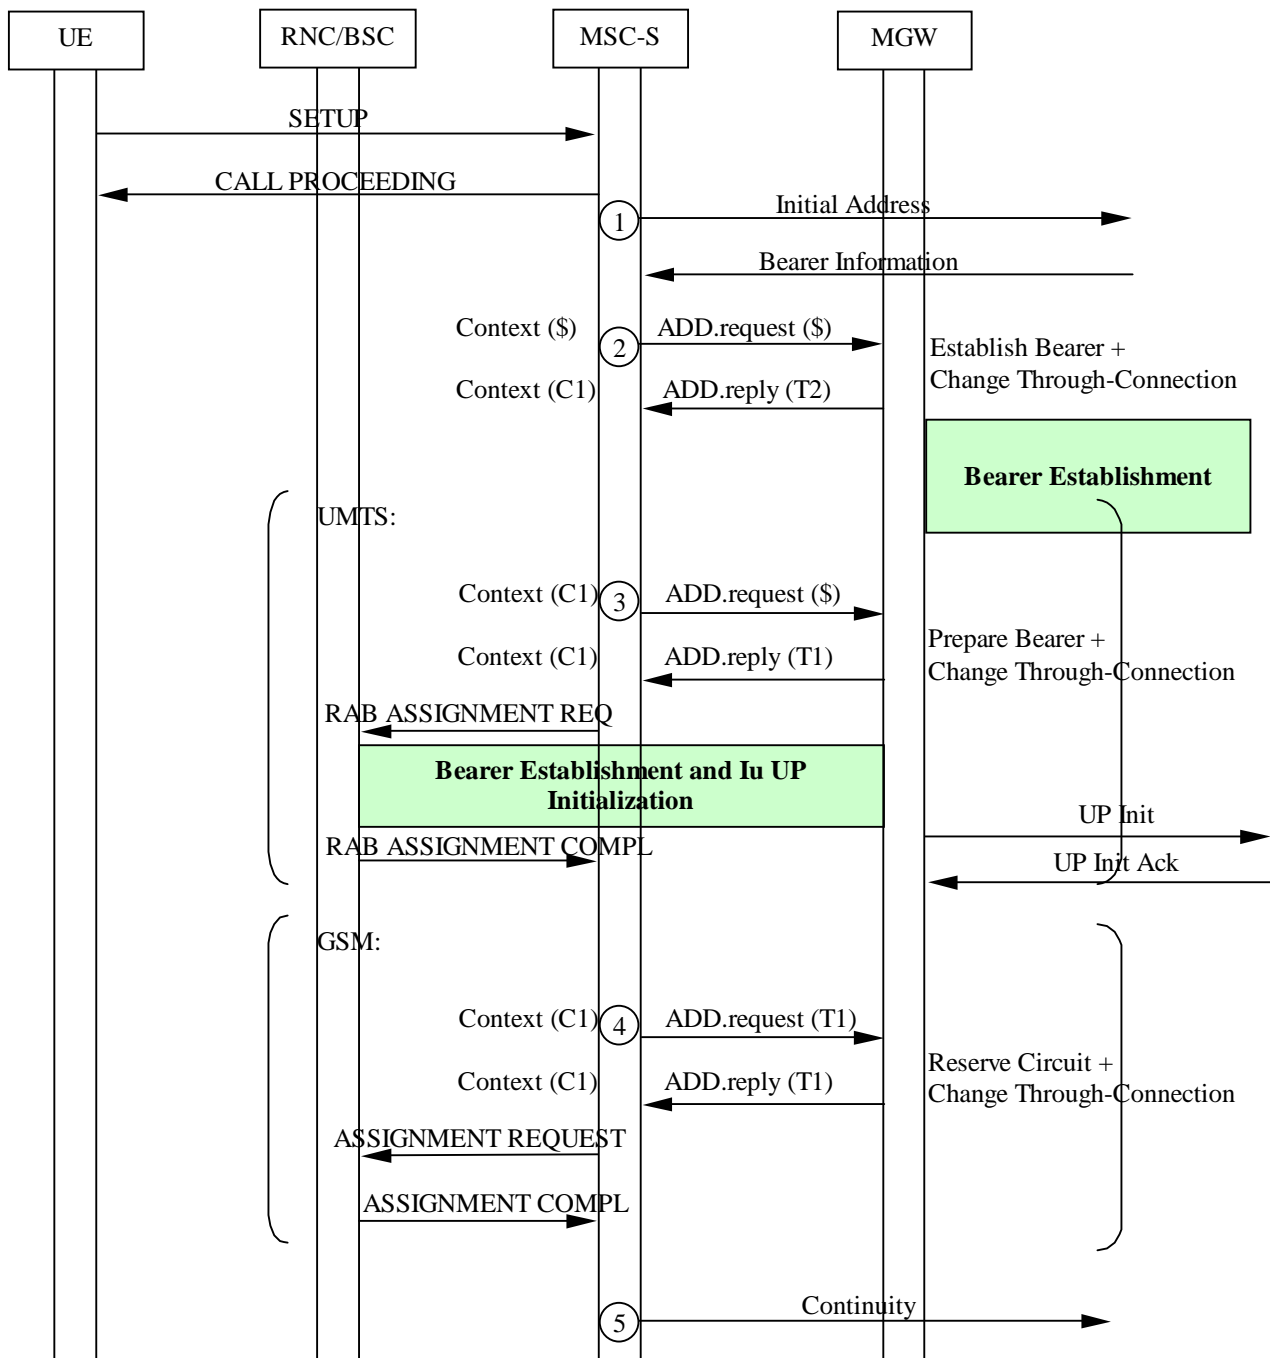 UE
RNC/BSC
MSC-S
MGW
SETUP
CALL PROCEEDING
1
Initial Address
Bearer Information
Context ($)
2
ADD.request ($)
Establish Bearer +
Change Through-Connection
Context (C1)
ADD.reply (T2)
Bearer Establishment
UMTS:
Context (C1)
3
ADD.request ($)
Prepare Bearer +
Change Through-Connection
Context (C1)
ADD.reply (T1)
RAB ASSIGNMENT REQ
Bearer Establishment and Iu UP
Initialization
UP Init
RAB ASSIGNMENT COMPL
UP Init Ack
GSM:
Context (C1)
4
ADD.request (T1)
Reserve Circuit +
Change Through-Connection
Context (C1)
ADD.reply (T1)
ASSIGNMENT REQUEST
ASSIGNMENT COMPL
5
Continuity